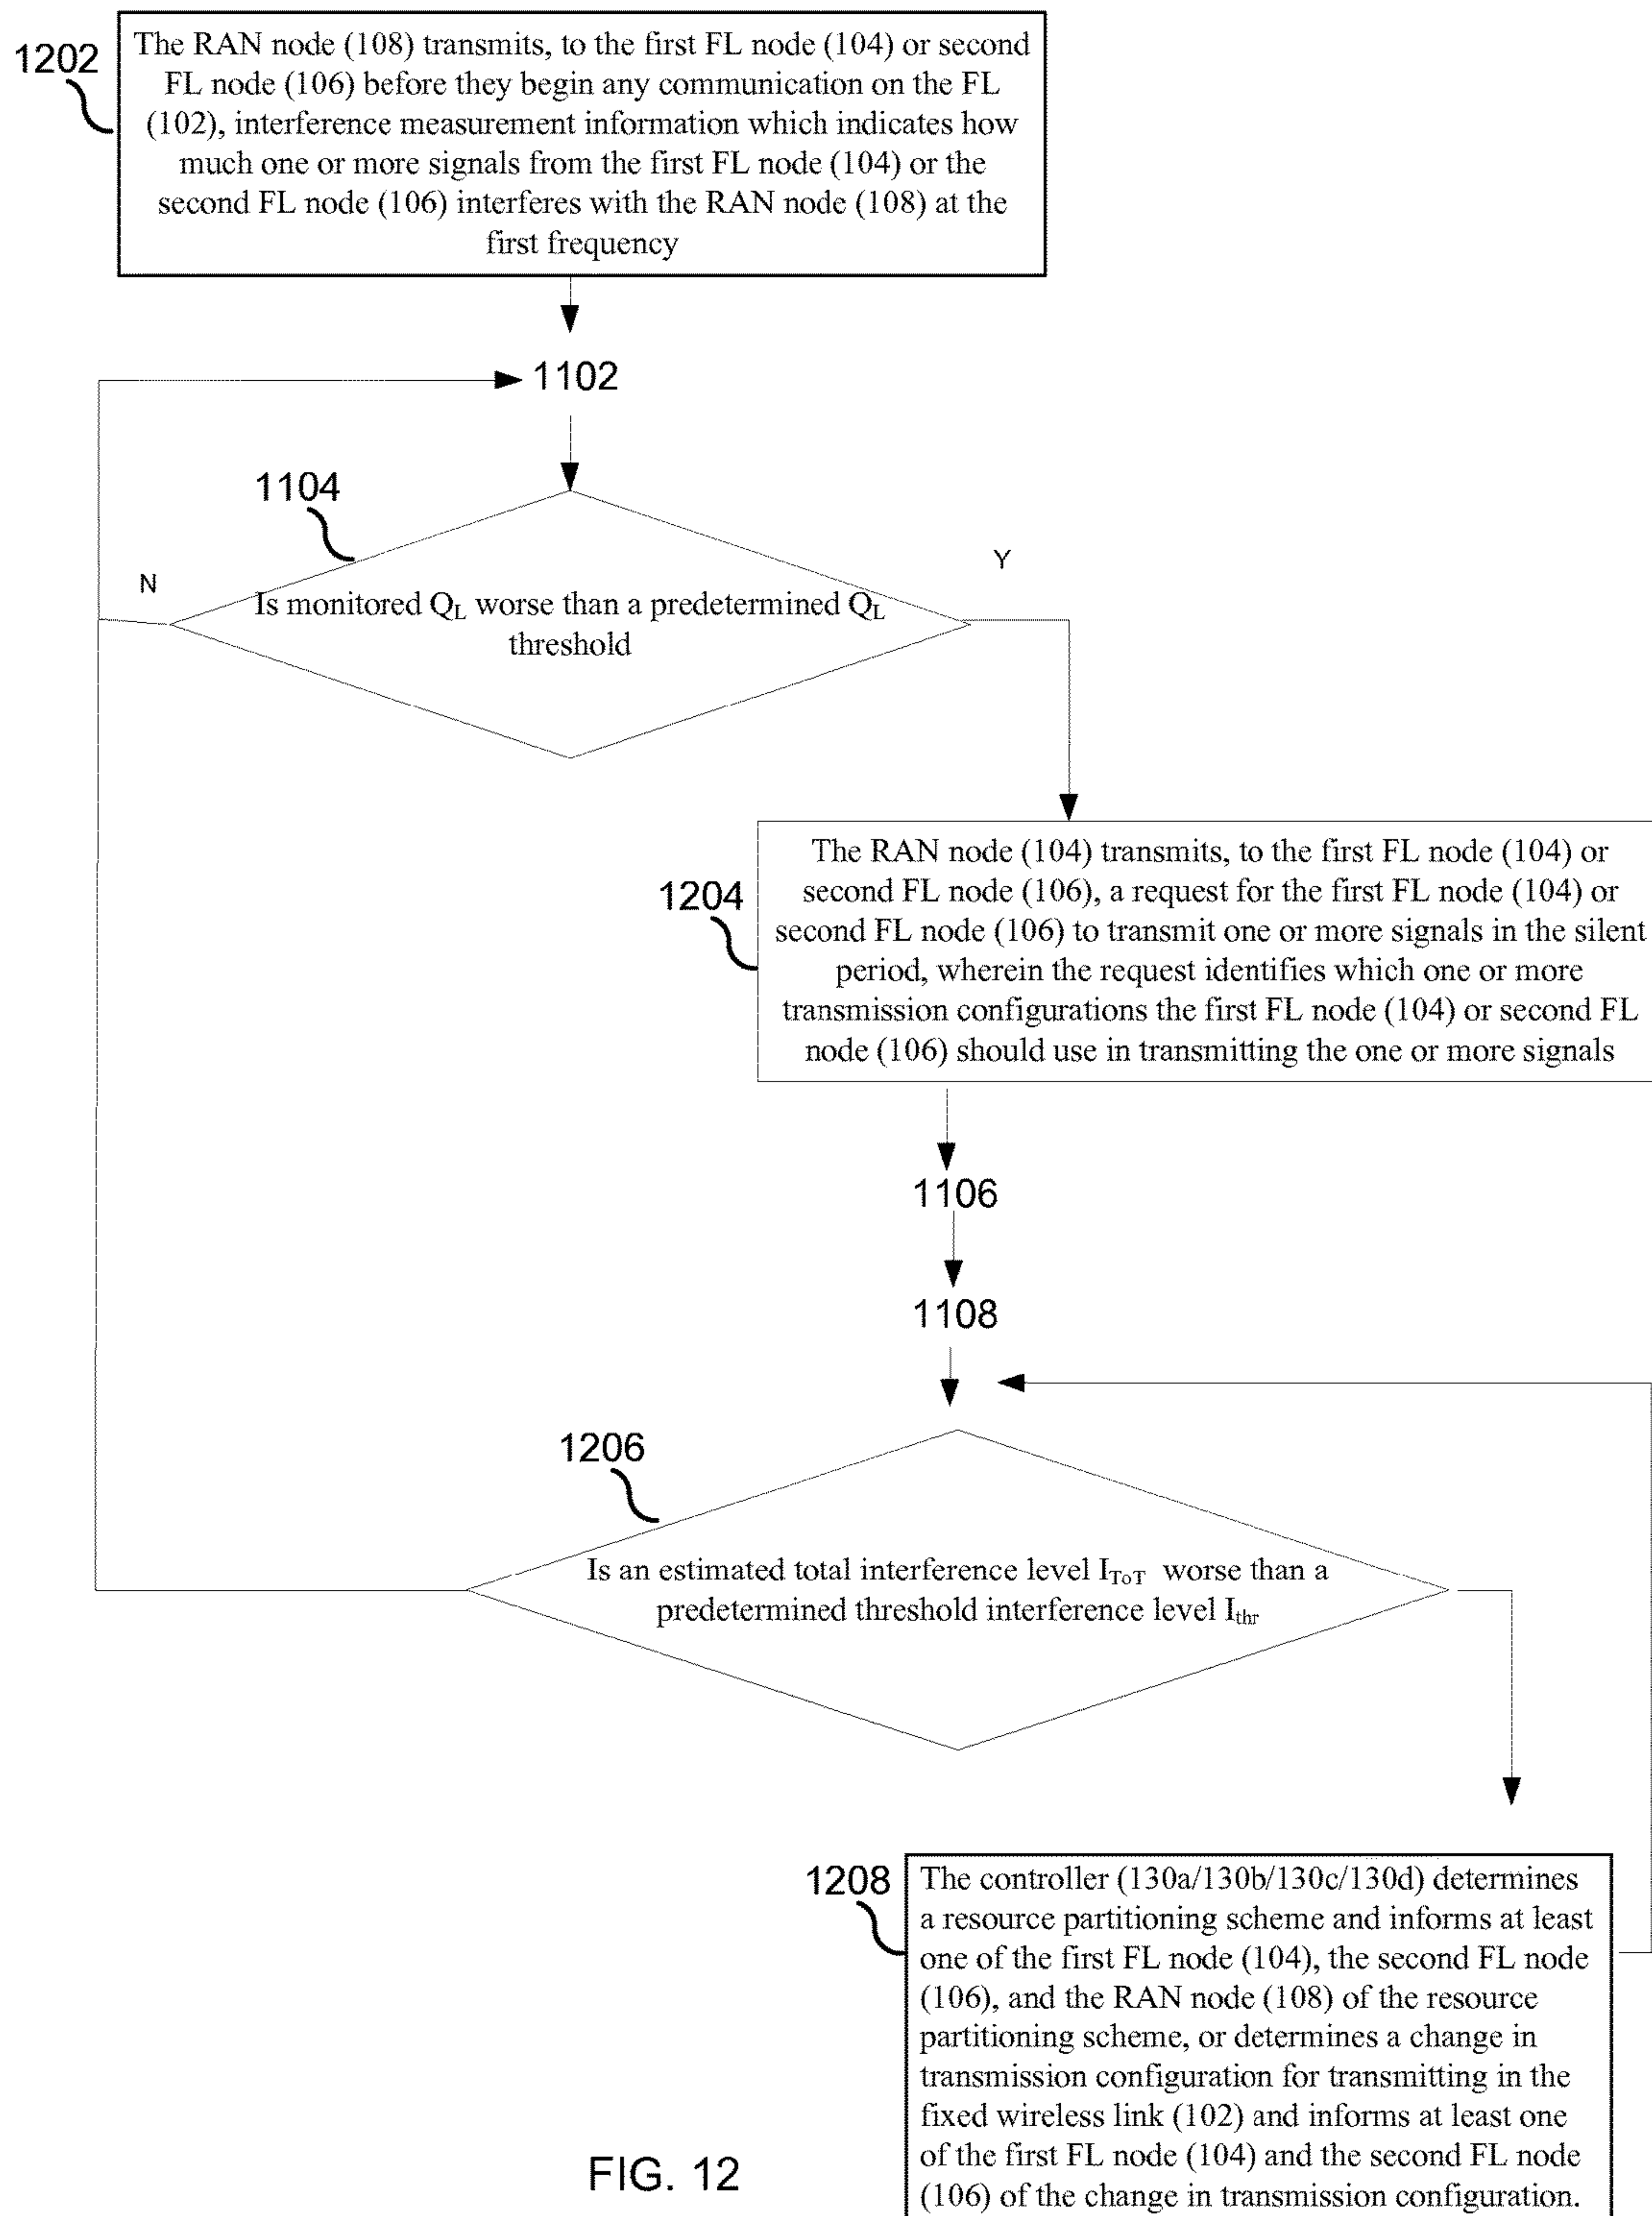 1202
The RAN node (108) transmits, to the first FL node (104) or second
FL node (106) before they begin any communication on the FL
(102), interference measurement information which indicates how
much one or more signals from the first FL node (104) or the
second FL node (106) interferes with the RAN node (108) at the
first frequency
1102
1104
N
Y
Is monitored QL worse than a predetermined QL
threshold
1204
The RAN node (104) transmits, to the first FL node (104) or
second FL node (106), a request for the first FL node (104) or
second FL node (106) to transmit one or more signals in the silent
period, wherein the request identifies which one or more
transmission configurations the first FL node (104) or second FL
node (106) should use in transmitting the one or more signals
1106
1108
1206
Is an estimated total interference level IToT worse than a
predetermined threshold interference level Ithr
1208
The controller (130a/130b/130c/130d) determines
a resource partitioning scheme and informs at least
one of the first FL node (104), the second FL node
(106), and the RAN node (108) of the resource
partitioning scheme, or determines a change in
transmission configuration for transmitting in the
fixed wireless link (102) and informs at least one
of the first FL node (104) and the second FL node
(106) of the change in transmission configuration.
FIG. 12